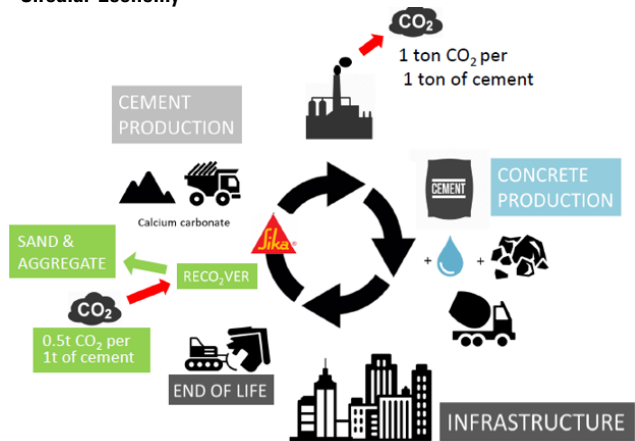 Circular Economy
CO₂
1 ton CO₂ per
1 ton of cement
CEMENT
PRODUCTION
CEMENT
CONCRETE
PRODUCTION
Calcium carbonate
SAND &
AGGREGATE
Sika®
RECO₂VER
+ +
CO₂
0.5t CO₂ per
1t of cement
END OF LIFE
INFRASTRUCTURE